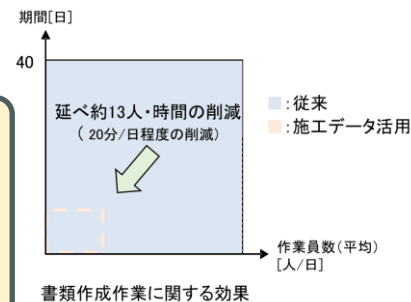 期間[日]
40
延べ約13人・時間の削減
（ 20分/日程度の削減）
：従来
：施工データ活用
作業員数（平均）
[人/日]
書類作成作業に関する効果